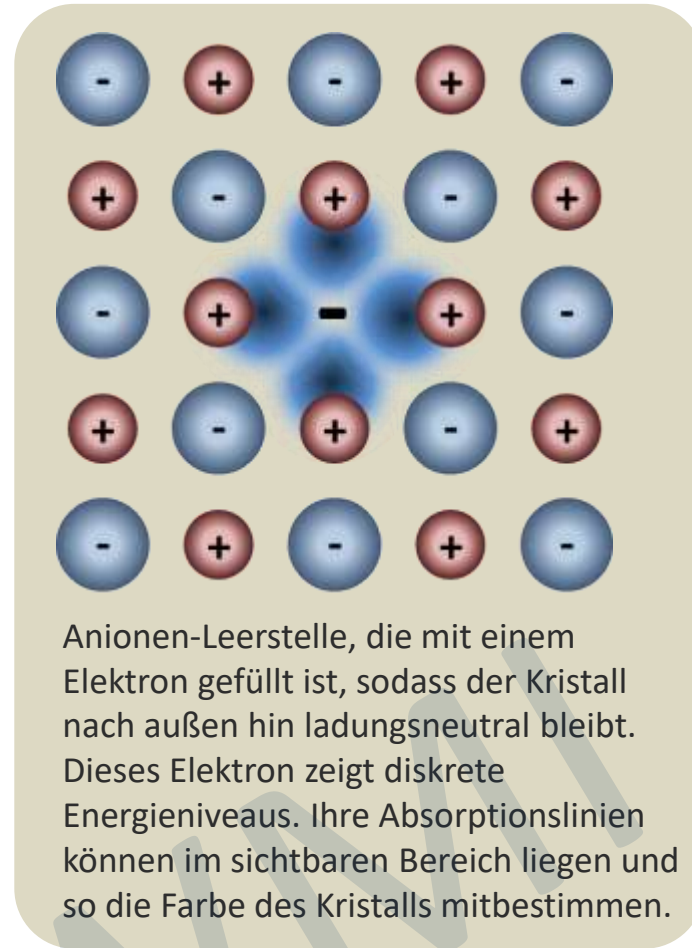 - + - + -
+ - + - +
- + - + -
+ - + - +
- + - + -
Anionen-Leerstelle, die mit einem
Elektron gefüllt ist, sodass der Kristall
nach außen hin ladungsneutral bleibt.
Dieses Elektron zeigt diskrete
Energieniveaus. Ihre Absorptionslinien
können im sichtbaren Bereich liegen und
so die Farbe des Kristalls mitbestimmen.